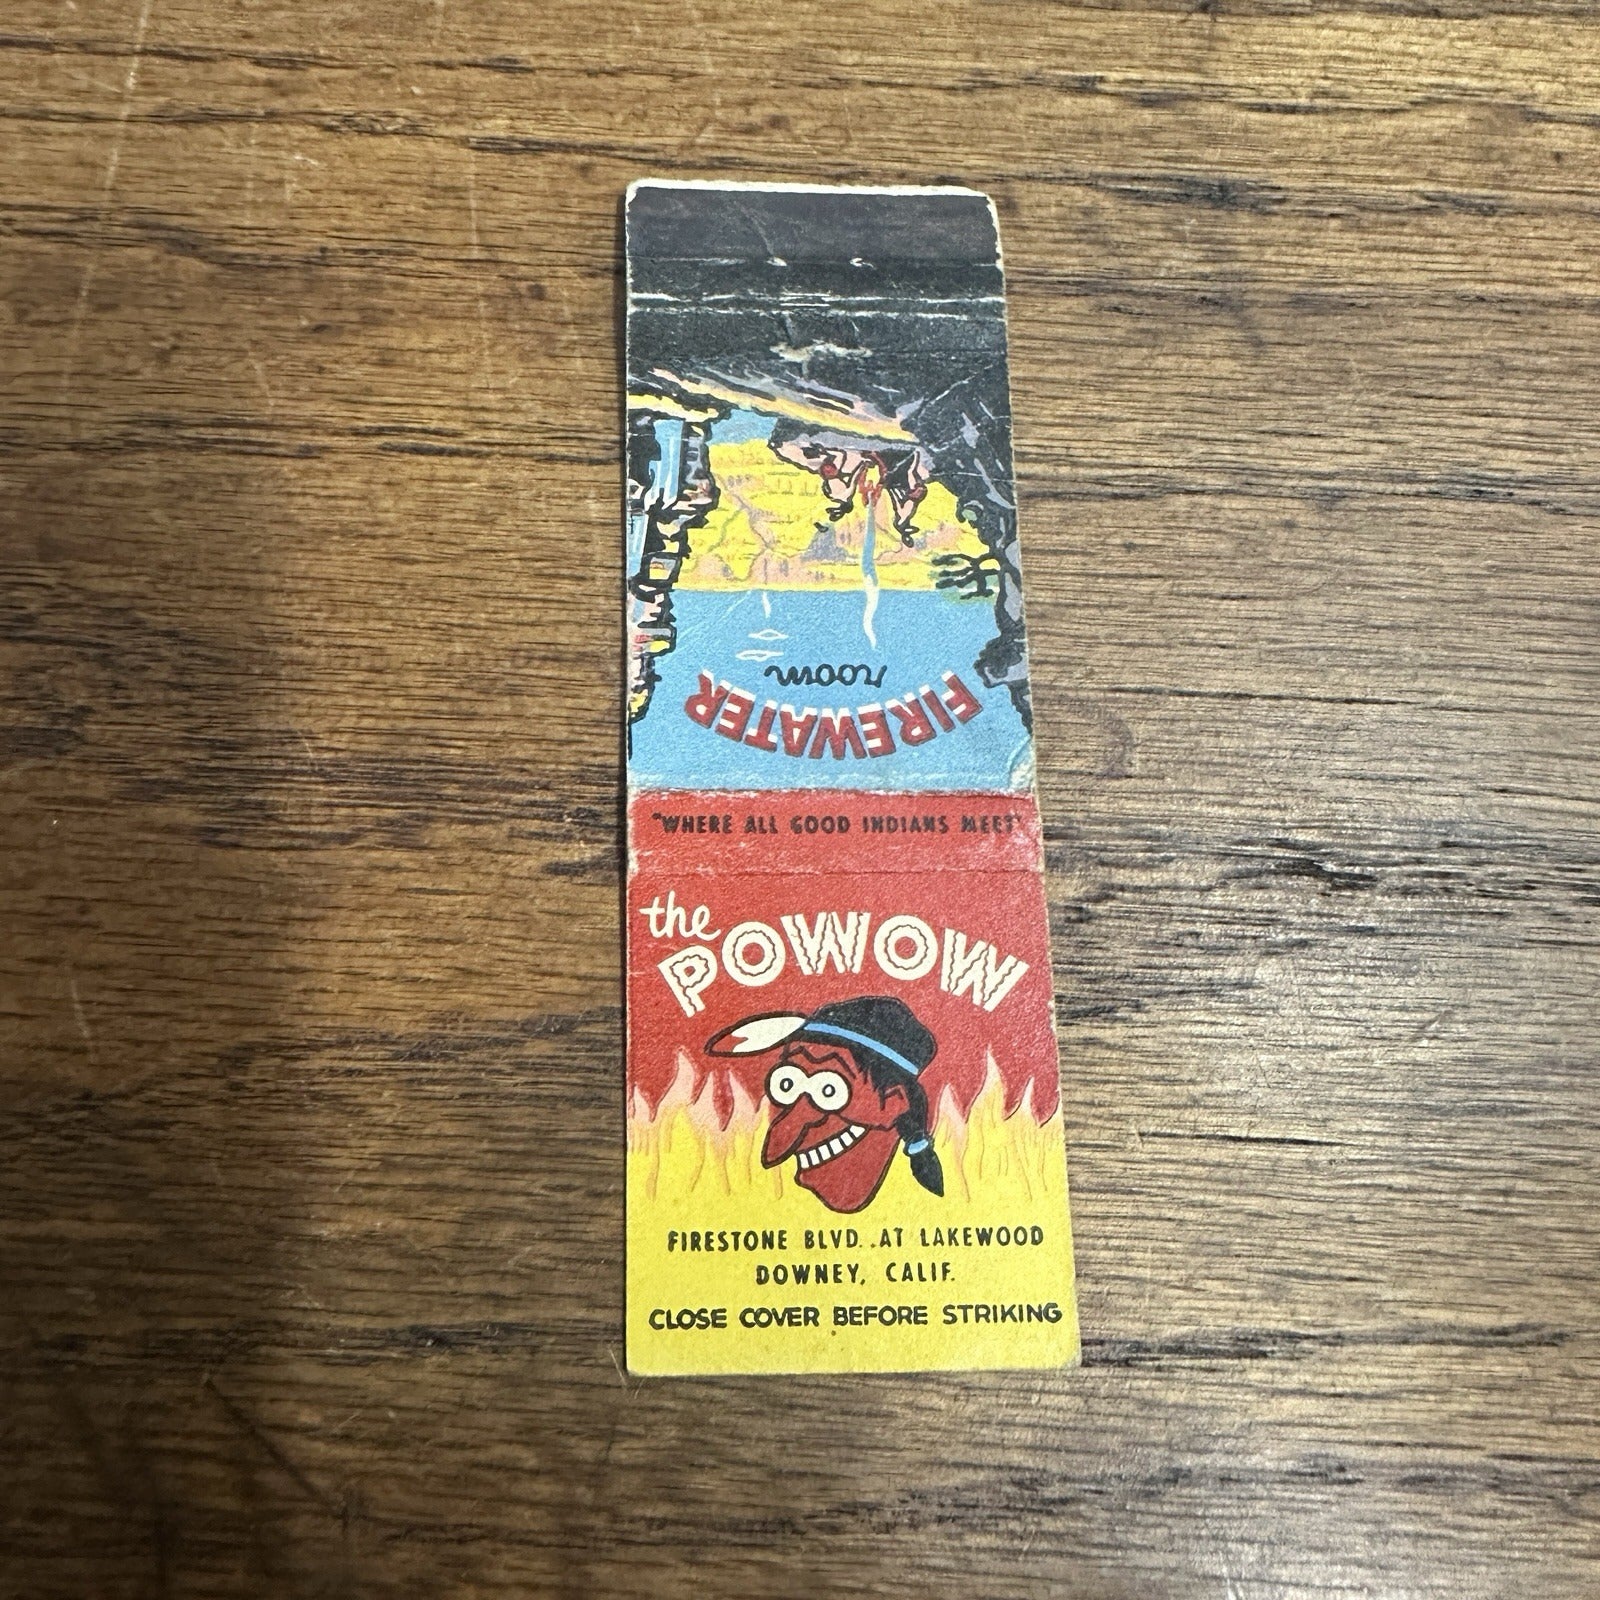 FIREWATER
room
"WHERE ALL GOOD INDIANS MEET"
the
POWOW
FIRESTONE BLVD. AT LAKEWOOD
DOWNEY, CALIF.
CLOSE COVER BEFORE STRIKING